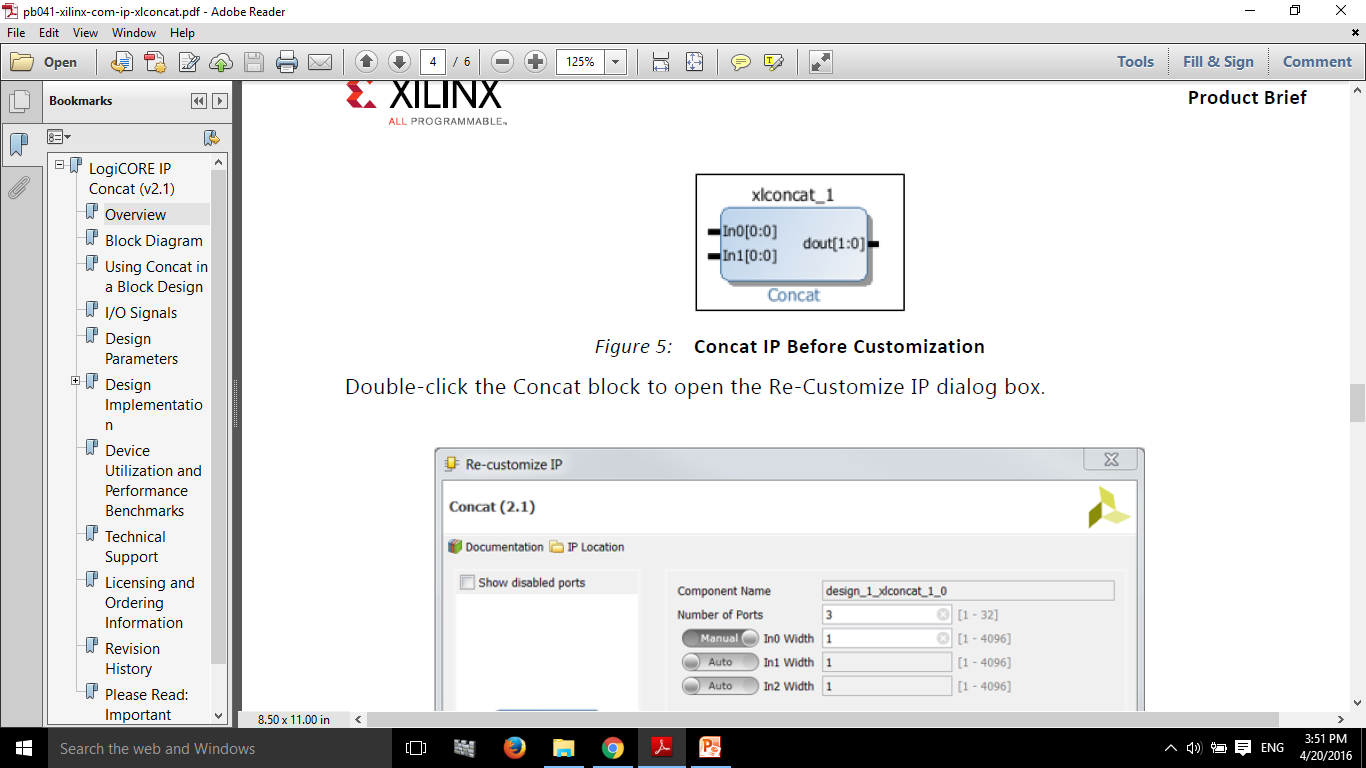 pb041-xilinx-com-ip-xlconcat.pdf - Adobe Reader
File Edit View Window Help
Open 4 / 6 125% Tools Fill & Sign Comment
Bookmarks
LogiCORE IP
Concat (v2.1)
Overview
Block Diagram
Using Concat in
a Block Design
I/O Signals
Design
Parameters
Design
Implementatio
n
Device
Utilization and
Performance
Benchmarks
Technical
Support
Licensing and
Ordering
Information
Revision
History
Please Read:
Important
XILINX
ALL PROGRAMMABLE™
Product Brief
xlconcat_1
In0[0:0]
dout[1:0]
In1[0:0]
Concat
Figure 5: Concat IP Before Customization
Double-click the Concat block to open the Re-Customize IP dialog box.
Re-customize IP
Concat (2.1)
Documentation IP Location
Show disabled ports
Component Name design_1_xlconcat_1_0
Number of Ports 3 [1 - 32]
Manual In0 Width 1 [1 - 4096]
Auto In1 Width 1 [1 - 4096]
Auto In2 Width 1 [1 - 4096]
8.50 x 11.00 in
Search the web and Windows
ENG
3:51 PM
4/20/2016